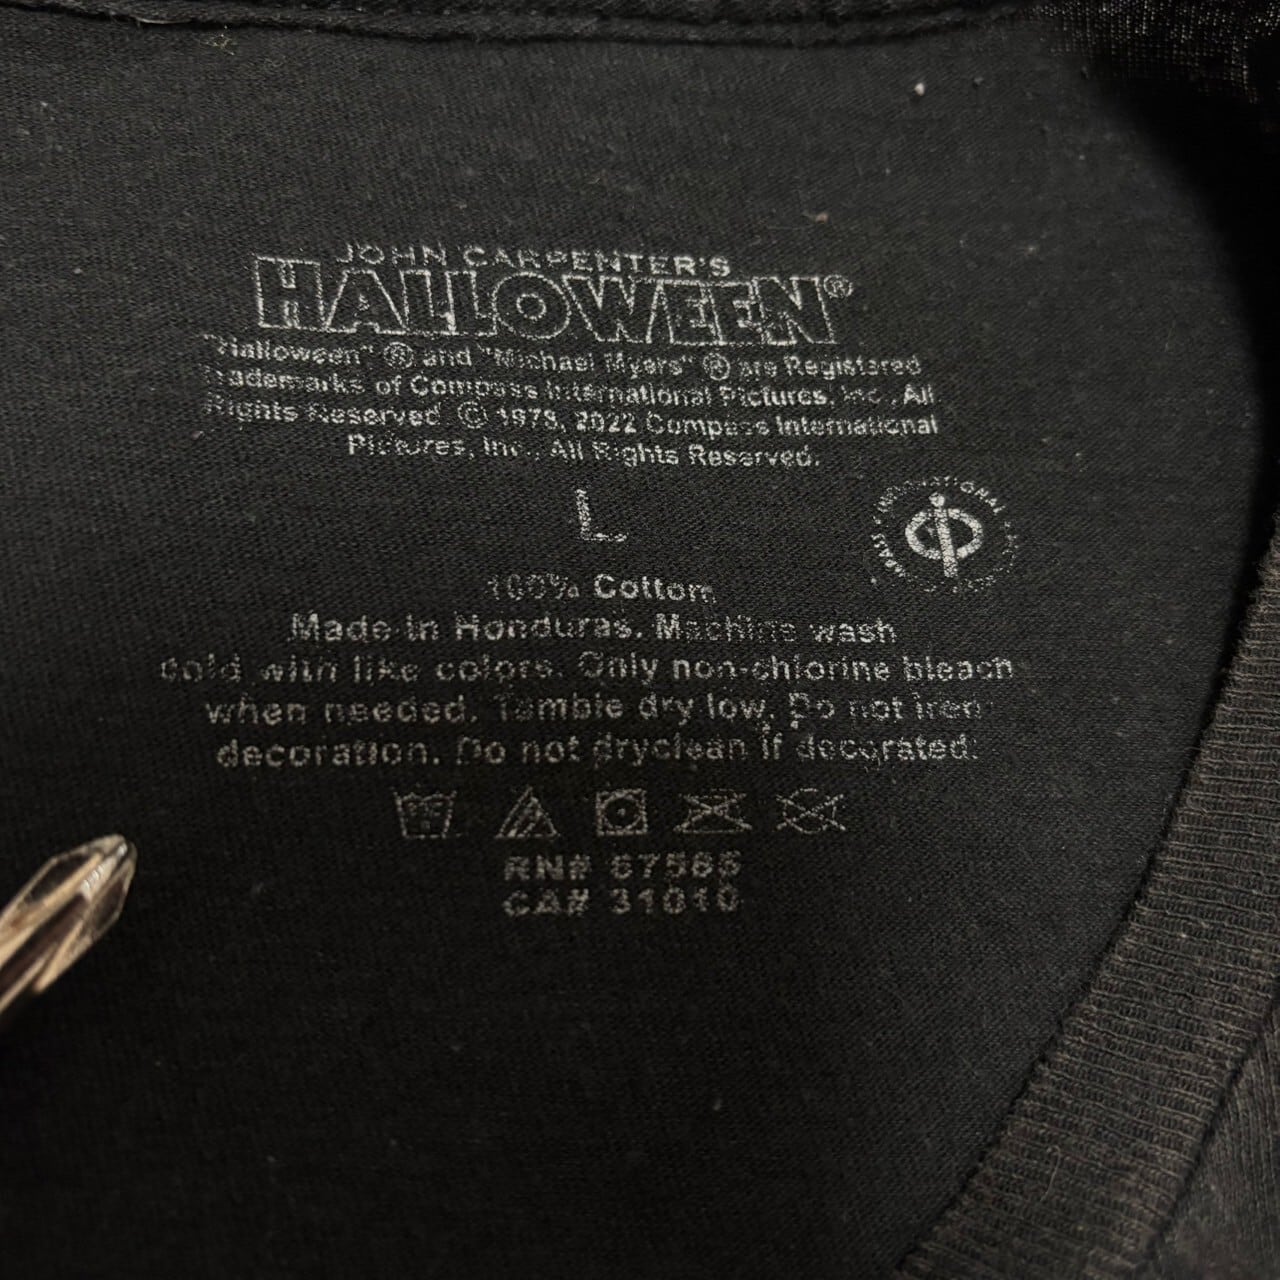 JOHN CARPENTER'S
HALLOWEEN®
"Halloween" ® and "Michael Myers" ® are Registered
Trademarks of Compass International Pictures, Inc., All
Rights Reserved © 1978, 2022 Compass International
Pictures, Inc., All Rights Reserved.
L
INTERNATIONAL
100% Cotton
Made in Honduras. Machine wash
cold with like colors. Only non-chlorine bleach
when needed. Tumble dry low. Do not iron
decoration. Do not dryclean if decorated.
RN# 67565
CA# 31010